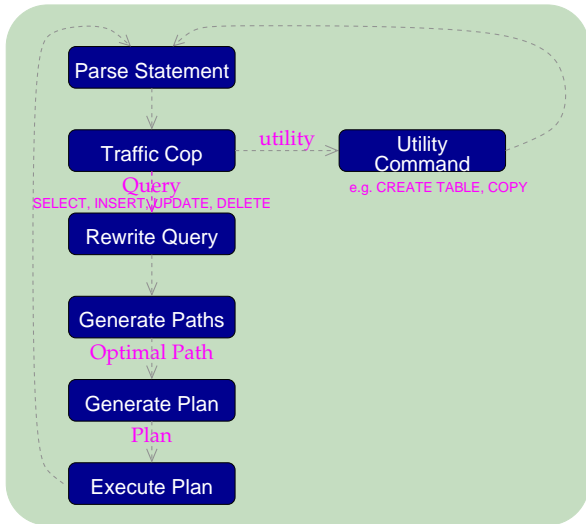 Parse Statement
Traffic Cop
utility
Utility
Command
Query
e.g. CREATE TABLE, COPY
SELECT, INSERT, UPDATE, DELETE
Rewrite Query
Generate Paths
Optimal Path
Generate Plan
Plan
Execute Plan